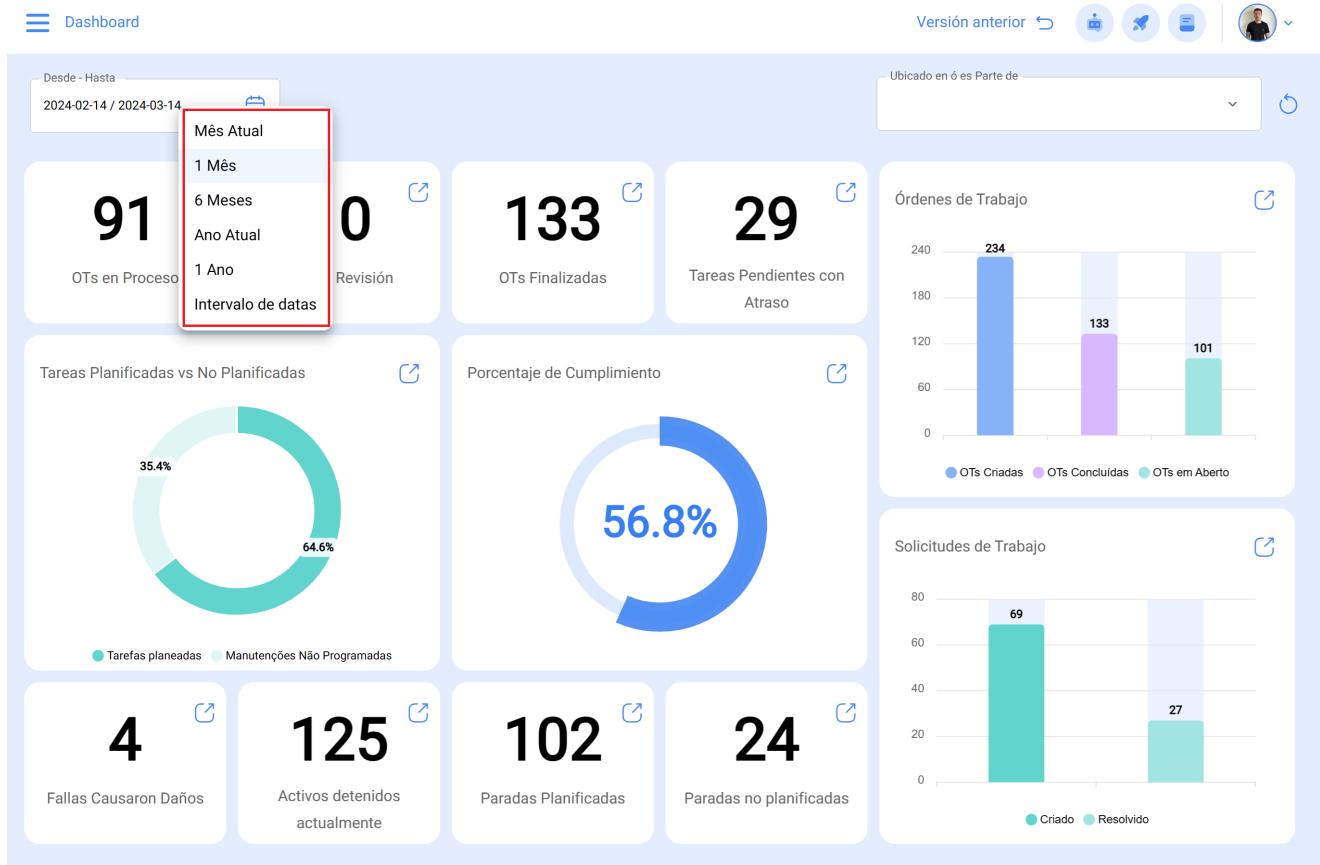 Dashboard
Versión anterior
Desde - Hasta
2024-02-14 / 2024-03-14
Ubicado en ó es Parte de
Mês Atual
1 Mês
6 Meses
Ano Atual
1 Ano
Intervalo de datas
91
OTs en Proceso
0
Revisión
133
OTs Finalizadas
29
Tareas Pendientes con
Atraso
Órdenes de Trabajo
240
180
120
60
0
234
133
101
OTs Criadas
OTs Concluídas
OTs em Aberto
Tareas Planificadas vs No Planificadas
35.4%
64.6%
Tarefas planeadas
Manutenções Não Programadas
Porcentaje de Cumplimiento
56.8%
Solicitudes de Trabajo
80
60
40
20
0
69
27
Criado
Resolvido
4
Fallas Causaron Daños
125
Activos detenidos
actualmente
102
Paradas Planificadas
24
Paradas no planificadas